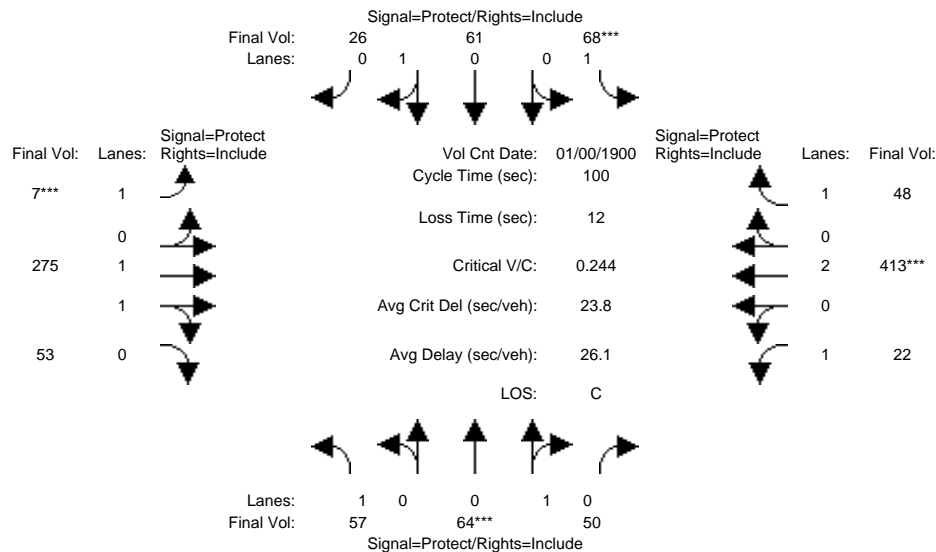 Signal=Protect/Rights=Include
Final Vol: 26 61 68***
Lanes: 0 1 0 0 1
Signal=Protect
Final Vol: Lanes: Rights=Include
Vol Cnt Date: 01/00/1900
Signal=Protect
Rights=Include Lanes: Final Vol:
Cycle Time (sec): 100
7*** 1
1 48
Loss Time (sec): 12
0
0
275 1
Critical V/C: 0.244
2 413***
1
Avg Crit Del (sec/veh): 23.8
0
53 0
Avg Delay (sec/veh): 26.1
1 22
LOS: C
Lanes: 1 0 0 1 0
Final Vol: 57 64*** 50
Signal=Protect/Rights=Include